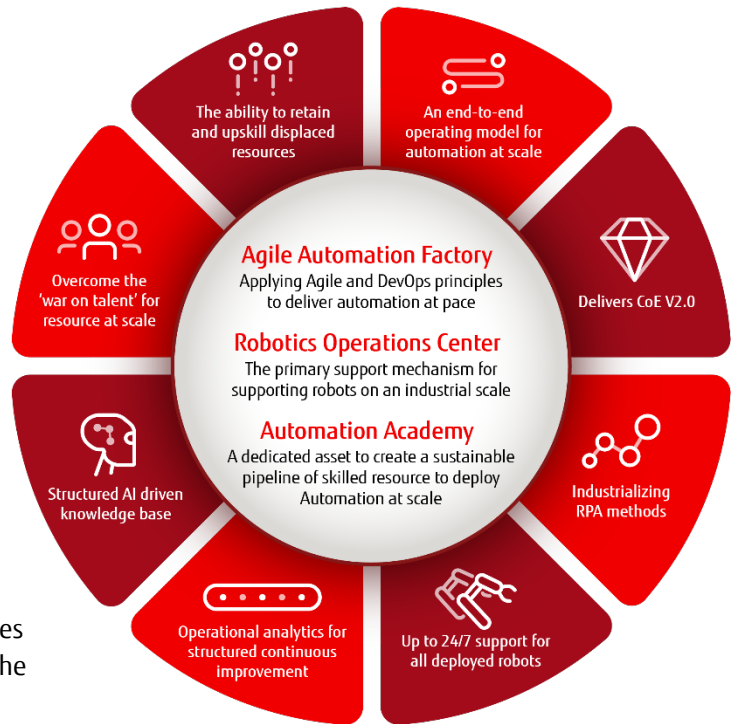 The ability to retain
and upskill displaced
resources
An end-to-end
operating model for
automation at scale
Overcome the
'war on talent' for
resource at scale
Delivers CoE V2.0
Agile Automation Factory
Applying Agile and DevOps principles
to deliver automation at pace
Robotics Operations Center
The primary support mechanism for
supporting robots on an industrial scale
Automation Academy
A dedicated asset to create a sustainable
pipeline of skilled resource to deploy
Automation at scale
Structured AI driven
knowledge base
Industrializing
RPA methods
Operational analytics for
structured continuous
improvement
Up to 24/7 support for
all deployed robots